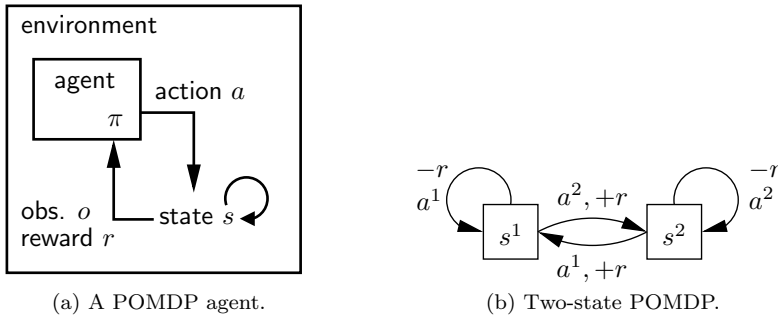 environment
agent
π
action a
obs. o
reward r
state s
(a) A POMDP agent.
−r
a¹
s¹
a², +r
a¹, +r
s²
−r
a²
(b) Two-state POMDP.